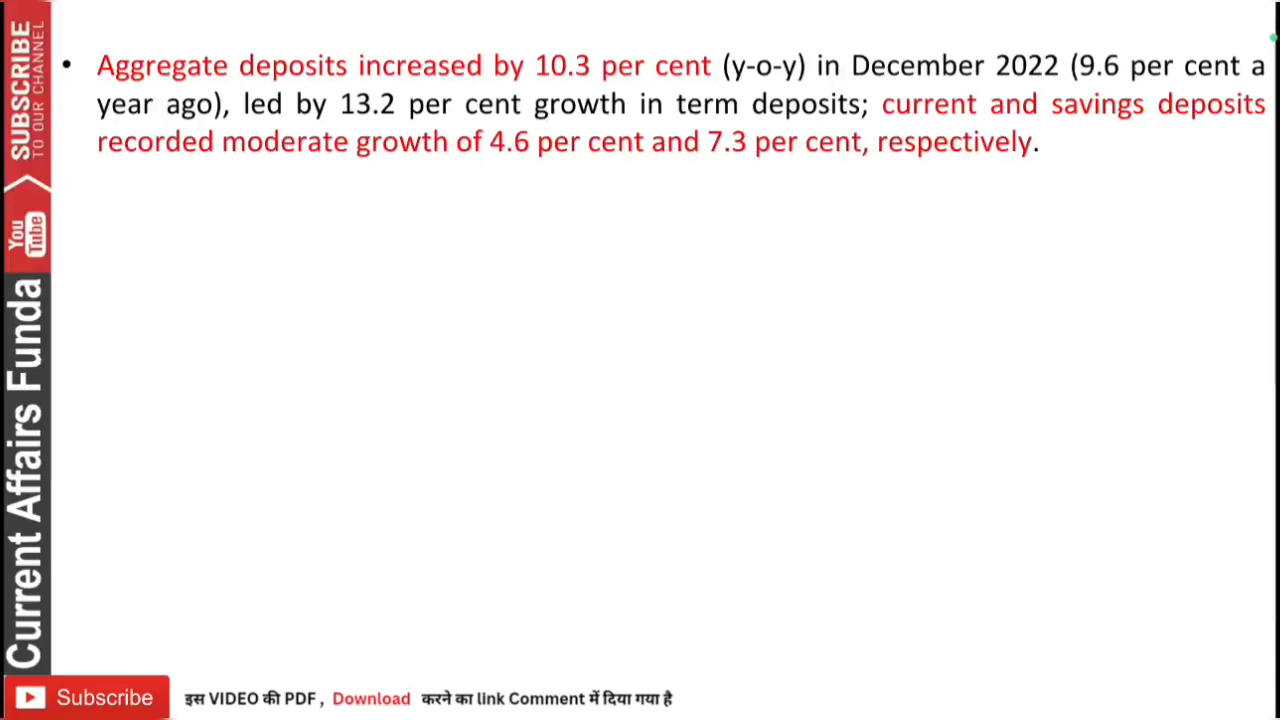 • Aggregate deposits increased by 10.3 per cent (y-o-y) in December 2022 (9.6 per cent a
year ago), led by 13.2 per cent growth in term deposits; current and savings deposits
recorded moderate growth of 4.6 per cent and 7.3 per cent, respectively.
SUBSCRIBE
TO OUR CHANNEL
You
Tube
Current Affairs Funda
Subscribe
इस VIDEO की PDF , Download करने का link Comment में दिया गया है